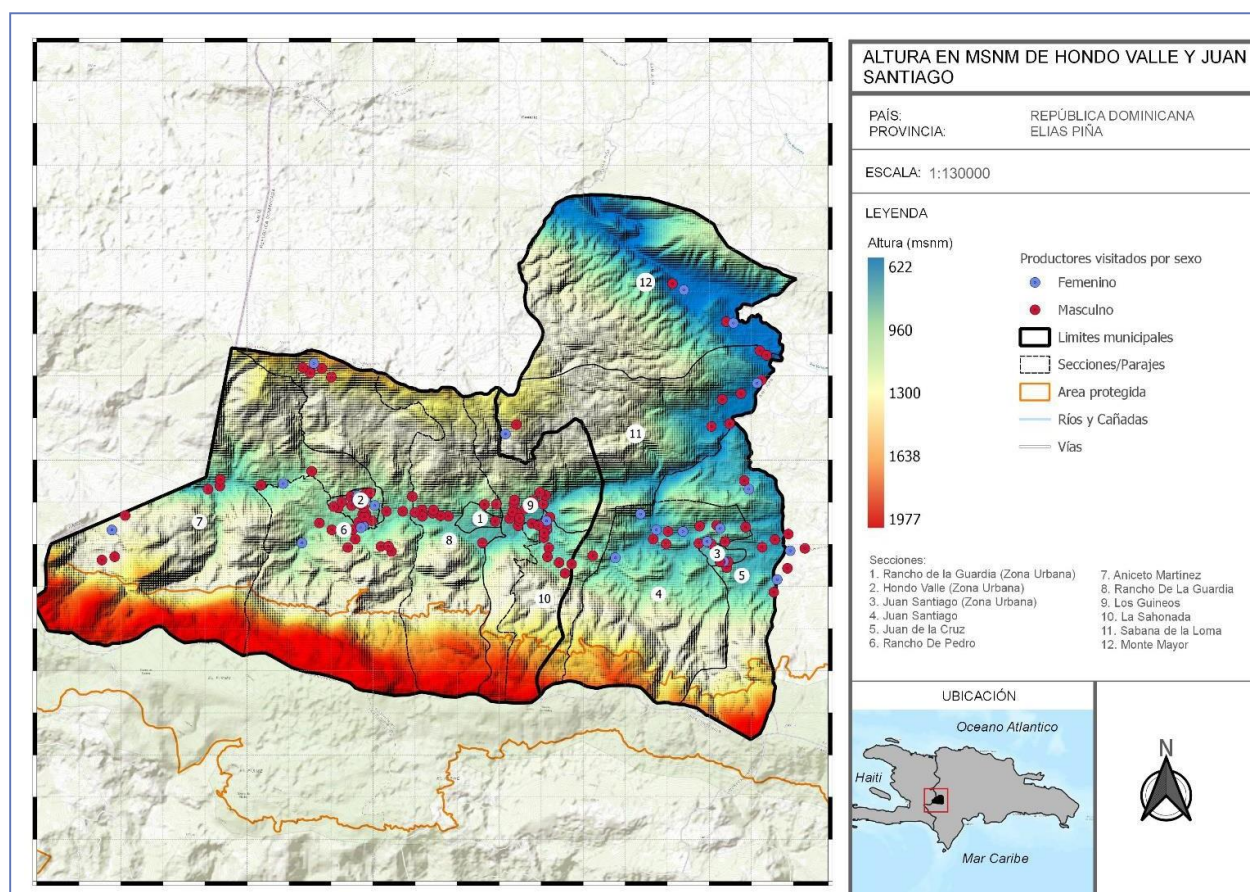 ALTURA EN MSNM DE HONDO VALLE Y JUAN
SANTIAGO
PAÍS: REPÚBLICA DOMINICANA
PROVINCIA: ELIAS PIÑA
ESCALA: 1:130000
LEYENDA
Altura (msnm)
622
960
1300
1638
1977
Productores visitados por sexo
Femenino
Masculno
Limites municipales
Secciones/Parajes
Area protegida
Ríos y Cañadas
Vías
Secciones:
1. Rancho de la Guardia (Zona Urbana)
2. Hondo Valle (Zona Urbana)
3. Juan Santiago (Zona Urbana)
4. Juan Santiago
5. Juan de la Cruz
6. Rancho De Pedro
7. Aniceto Martinez
8. Rancho De La Guardia
9. Los Guineos
10. La Sahonada
11. Sabana de la Loma
12. Monte Mayor
UBICACIÓN
Oceano Atlantico
Haiti
Mar Caribe
N
12
11
2
9
7
6
1
8
3
5
4
10